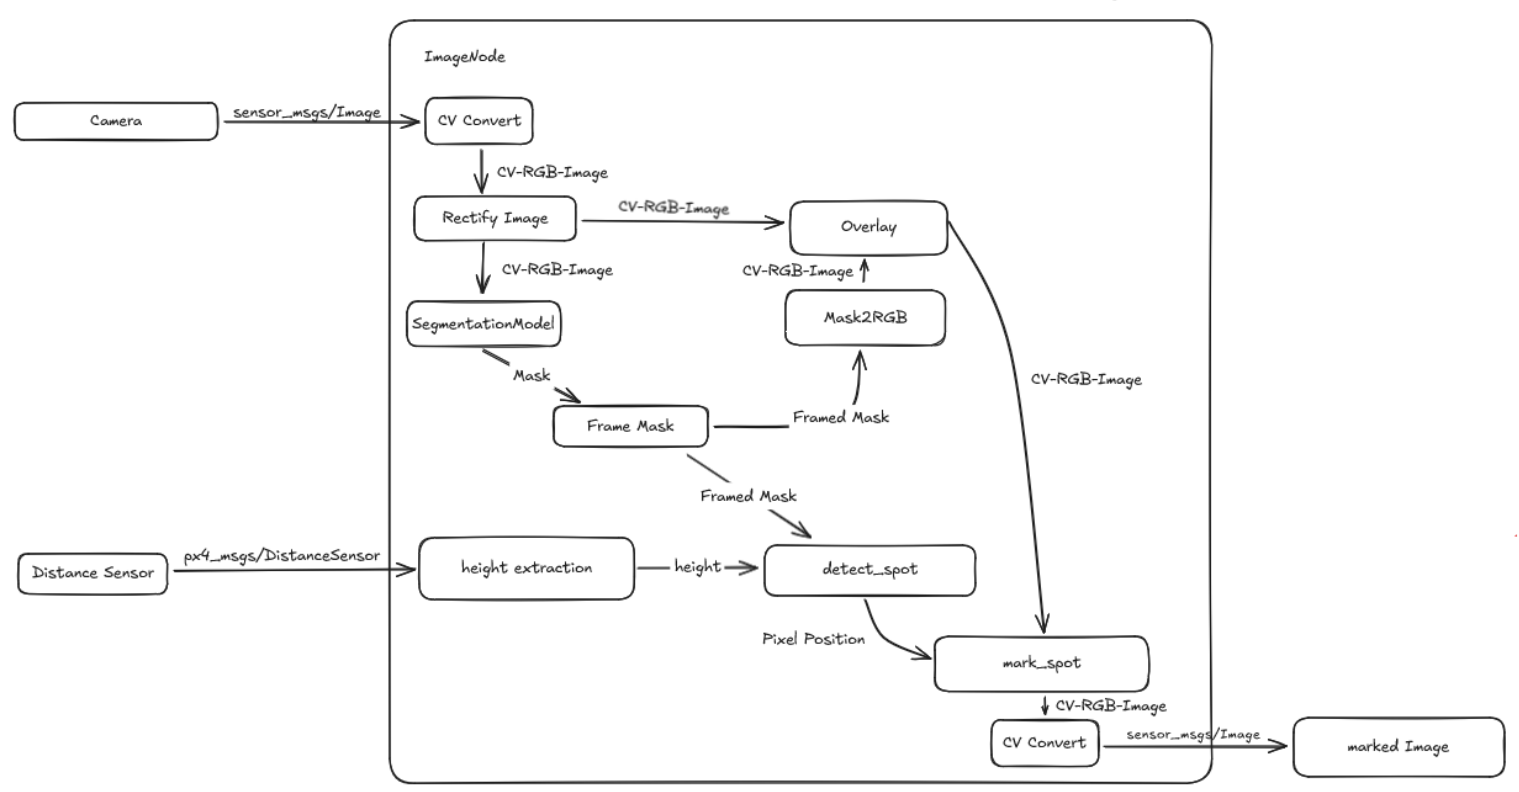 ImageNode
Camera
sensor_msgs/Image
CV Convert
CV-RGB-Image
Rectify Image
CV-RGB-Image
Overlay
CV-RGB-Image
CV-RGB-Image
Mask2RGB
SegmentationModel
Mask
CV-RGB-Image
Frame Mask
Framed Mask
Framed Mask
Distance Sensor
px4_msgs/DistanceSensor
height extraction
height
detect_spot
Pixel Position
mark_spot
CV-RGB-Image
CV Convert
sensor_msgs/Image
marked Image